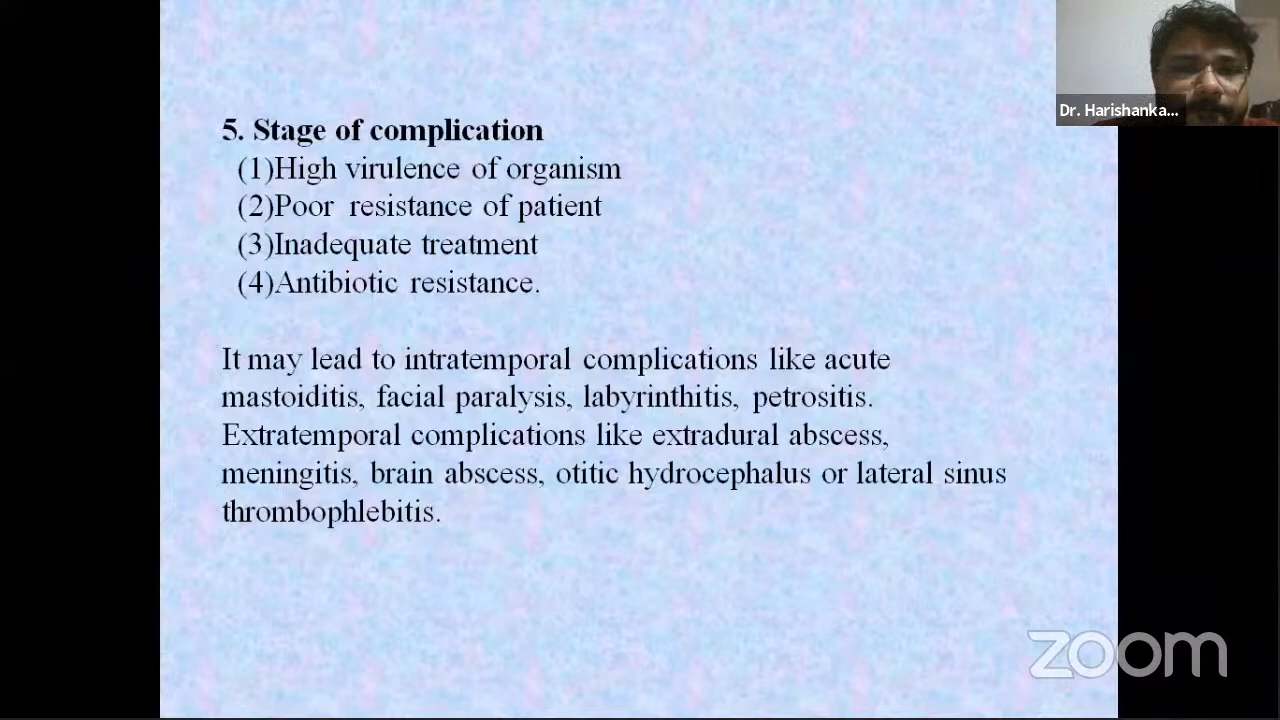 Dr. Harishanka...
5. Stage of complication
(1)High virulence of organism
(2)Poor resistance of patient
(3)Inadequate treatment
(4)Antibiotic resistance.
It may lead to intratemporal complications like acute
mastoiditis, facial paralysis, labyrinthitis, petrositis.
Extratemporal complications like extradural abscess,
meningitis, brain abscess, otitic hydrocephalus or lateral sinus
thrombophlebitis.
zoom